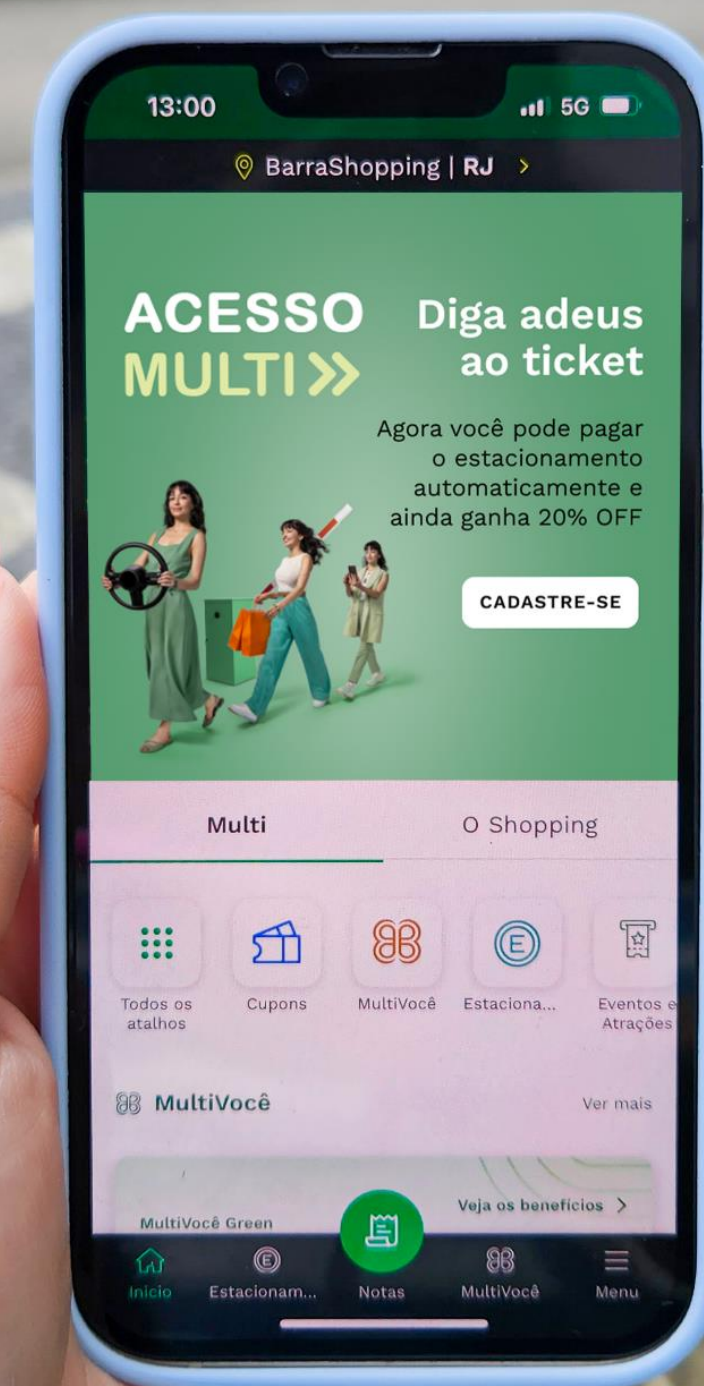 13:00
5G
BarraShopping | RJ >
ACESSO
MULTI
Diga adeus
ao ticket
Agora você pode pagar
o estacionamento
automaticamente e
ainda ganha 20% OFF
CADASTRE-SE
Multi
O Shopping
E
Todos os
atalhos
Cupons
MultiVocê
Estaciona...
Eventos e
Atrações
MultiVocê
Ver mais
MultiVocê Green
Veja os benefícios >
E
Início
Estacionam...
Notas
MultiVocê
Menu